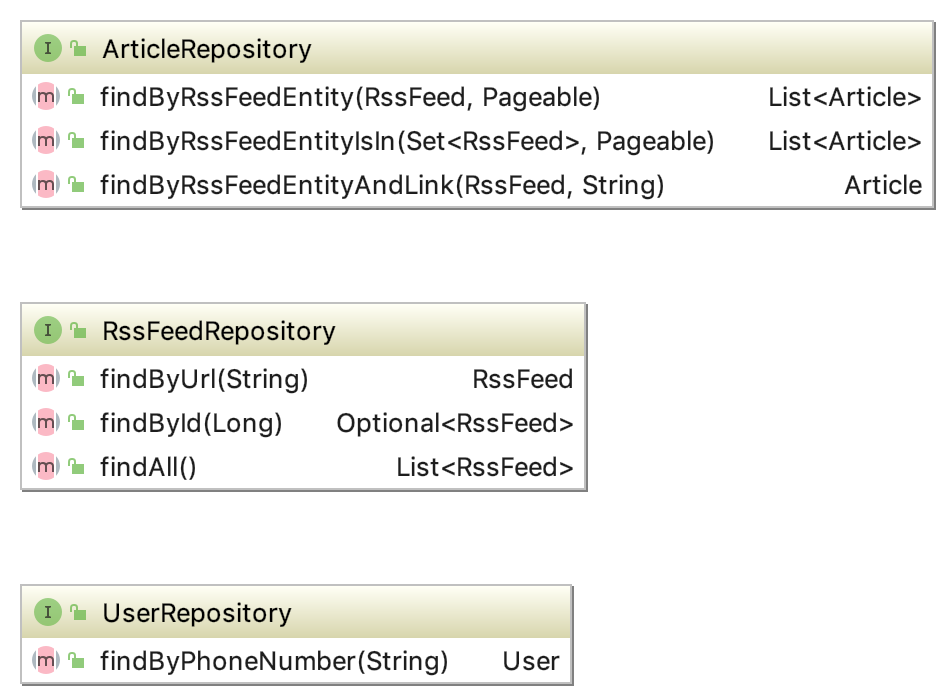 I ArticleRepository
m findByRssFeedEntity(RssFeed, Pageable) List<Article>
m findByRssFeedEntityIsIn(Set<RssFeed>, Pageable) List<Article>
m findByRssFeedEntityAndLink(RssFeed, String) Article
I RssFeedRepository
m findByUrl(String) RssFeed
m findById(Long) Optional<RssFeed>
m findAll() List<RssFeed>
I UserRepository
m findByPhoneNumber(String) User